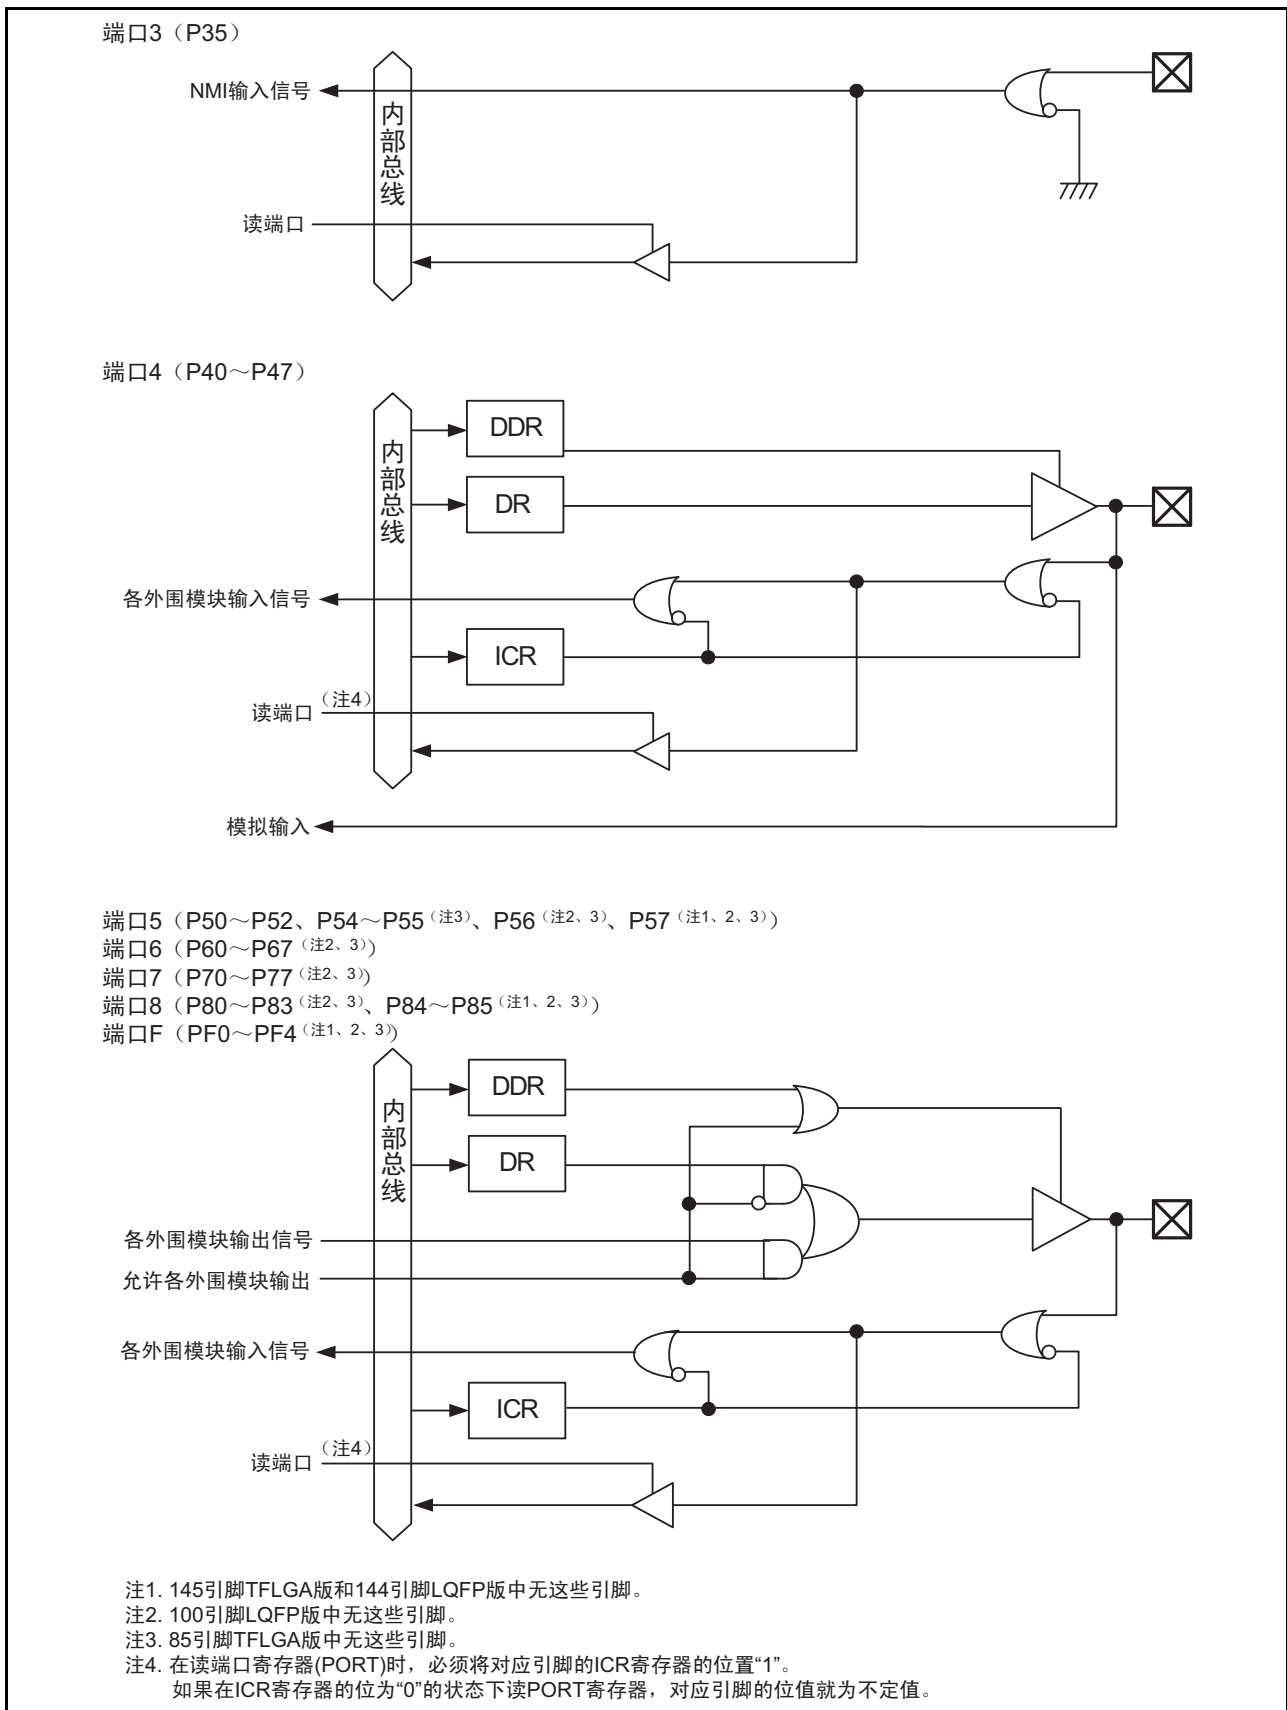 端口3（P35）
NMI输入信号
内部总线
读端口
端口4（P40～P47）
内部总线
DDR
DR
各外围模块输入信号
ICR
读端口（注4）
模拟输入
端口5（P50～P52、P54～P55（注3）、P56（注2、3）、P57（注1、2、3））
端口6（P60～P67（注2、3））
端口7（P70～P77（注2、3））
端口8（P80～P83（注2、3）、P84～P85（注1、2、3））
端口F（PF0～PF4（注1、2、3））
内部总线
DDR
DR
各外围模块输出信号
允许各外围模块输出
各外围模块输入信号
ICR
读端口（注4）
注1. 145引脚TFLGA版和144引脚LQFP版中无这些引脚。
注2. 100引脚LQFP版中无这些引脚。
注3. 85引脚TFLGA版中无这些引脚。
注4. 在读端口寄存器(PORT)时，必须将对应引脚的ICR寄存器的位置“1”。
如果在ICR寄存器的位为“0”的状态下读PORT寄存器，对应引脚的位值就为不定值。